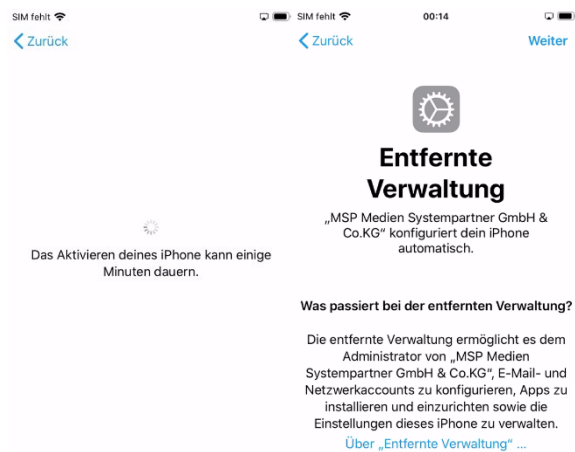 SIM fehlt
Zurück
Das Aktivieren deines iPhone kann einige
Minuten dauern.
SIM fehlt 00:14
Zurück Weiter
Entfernte
Verwaltung
„MSP Medien Systempartner GmbH &
Co.KG“ konfiguriert dein iPhone
automatisch.
Was passiert bei der entfernten Verwaltung?
Die entfernte Verwaltung ermöglicht es dem
Administrator von „MSP Medien
Systempartner GmbH & Co.KG“, E-Mail- und
Netzwerkaccounts zu konfigurieren, Apps zu
installieren und einzurichten sowie die
Einstellungen dieses iPhone zu verwalten.
Über „Entfernte Verwaltung“ ...